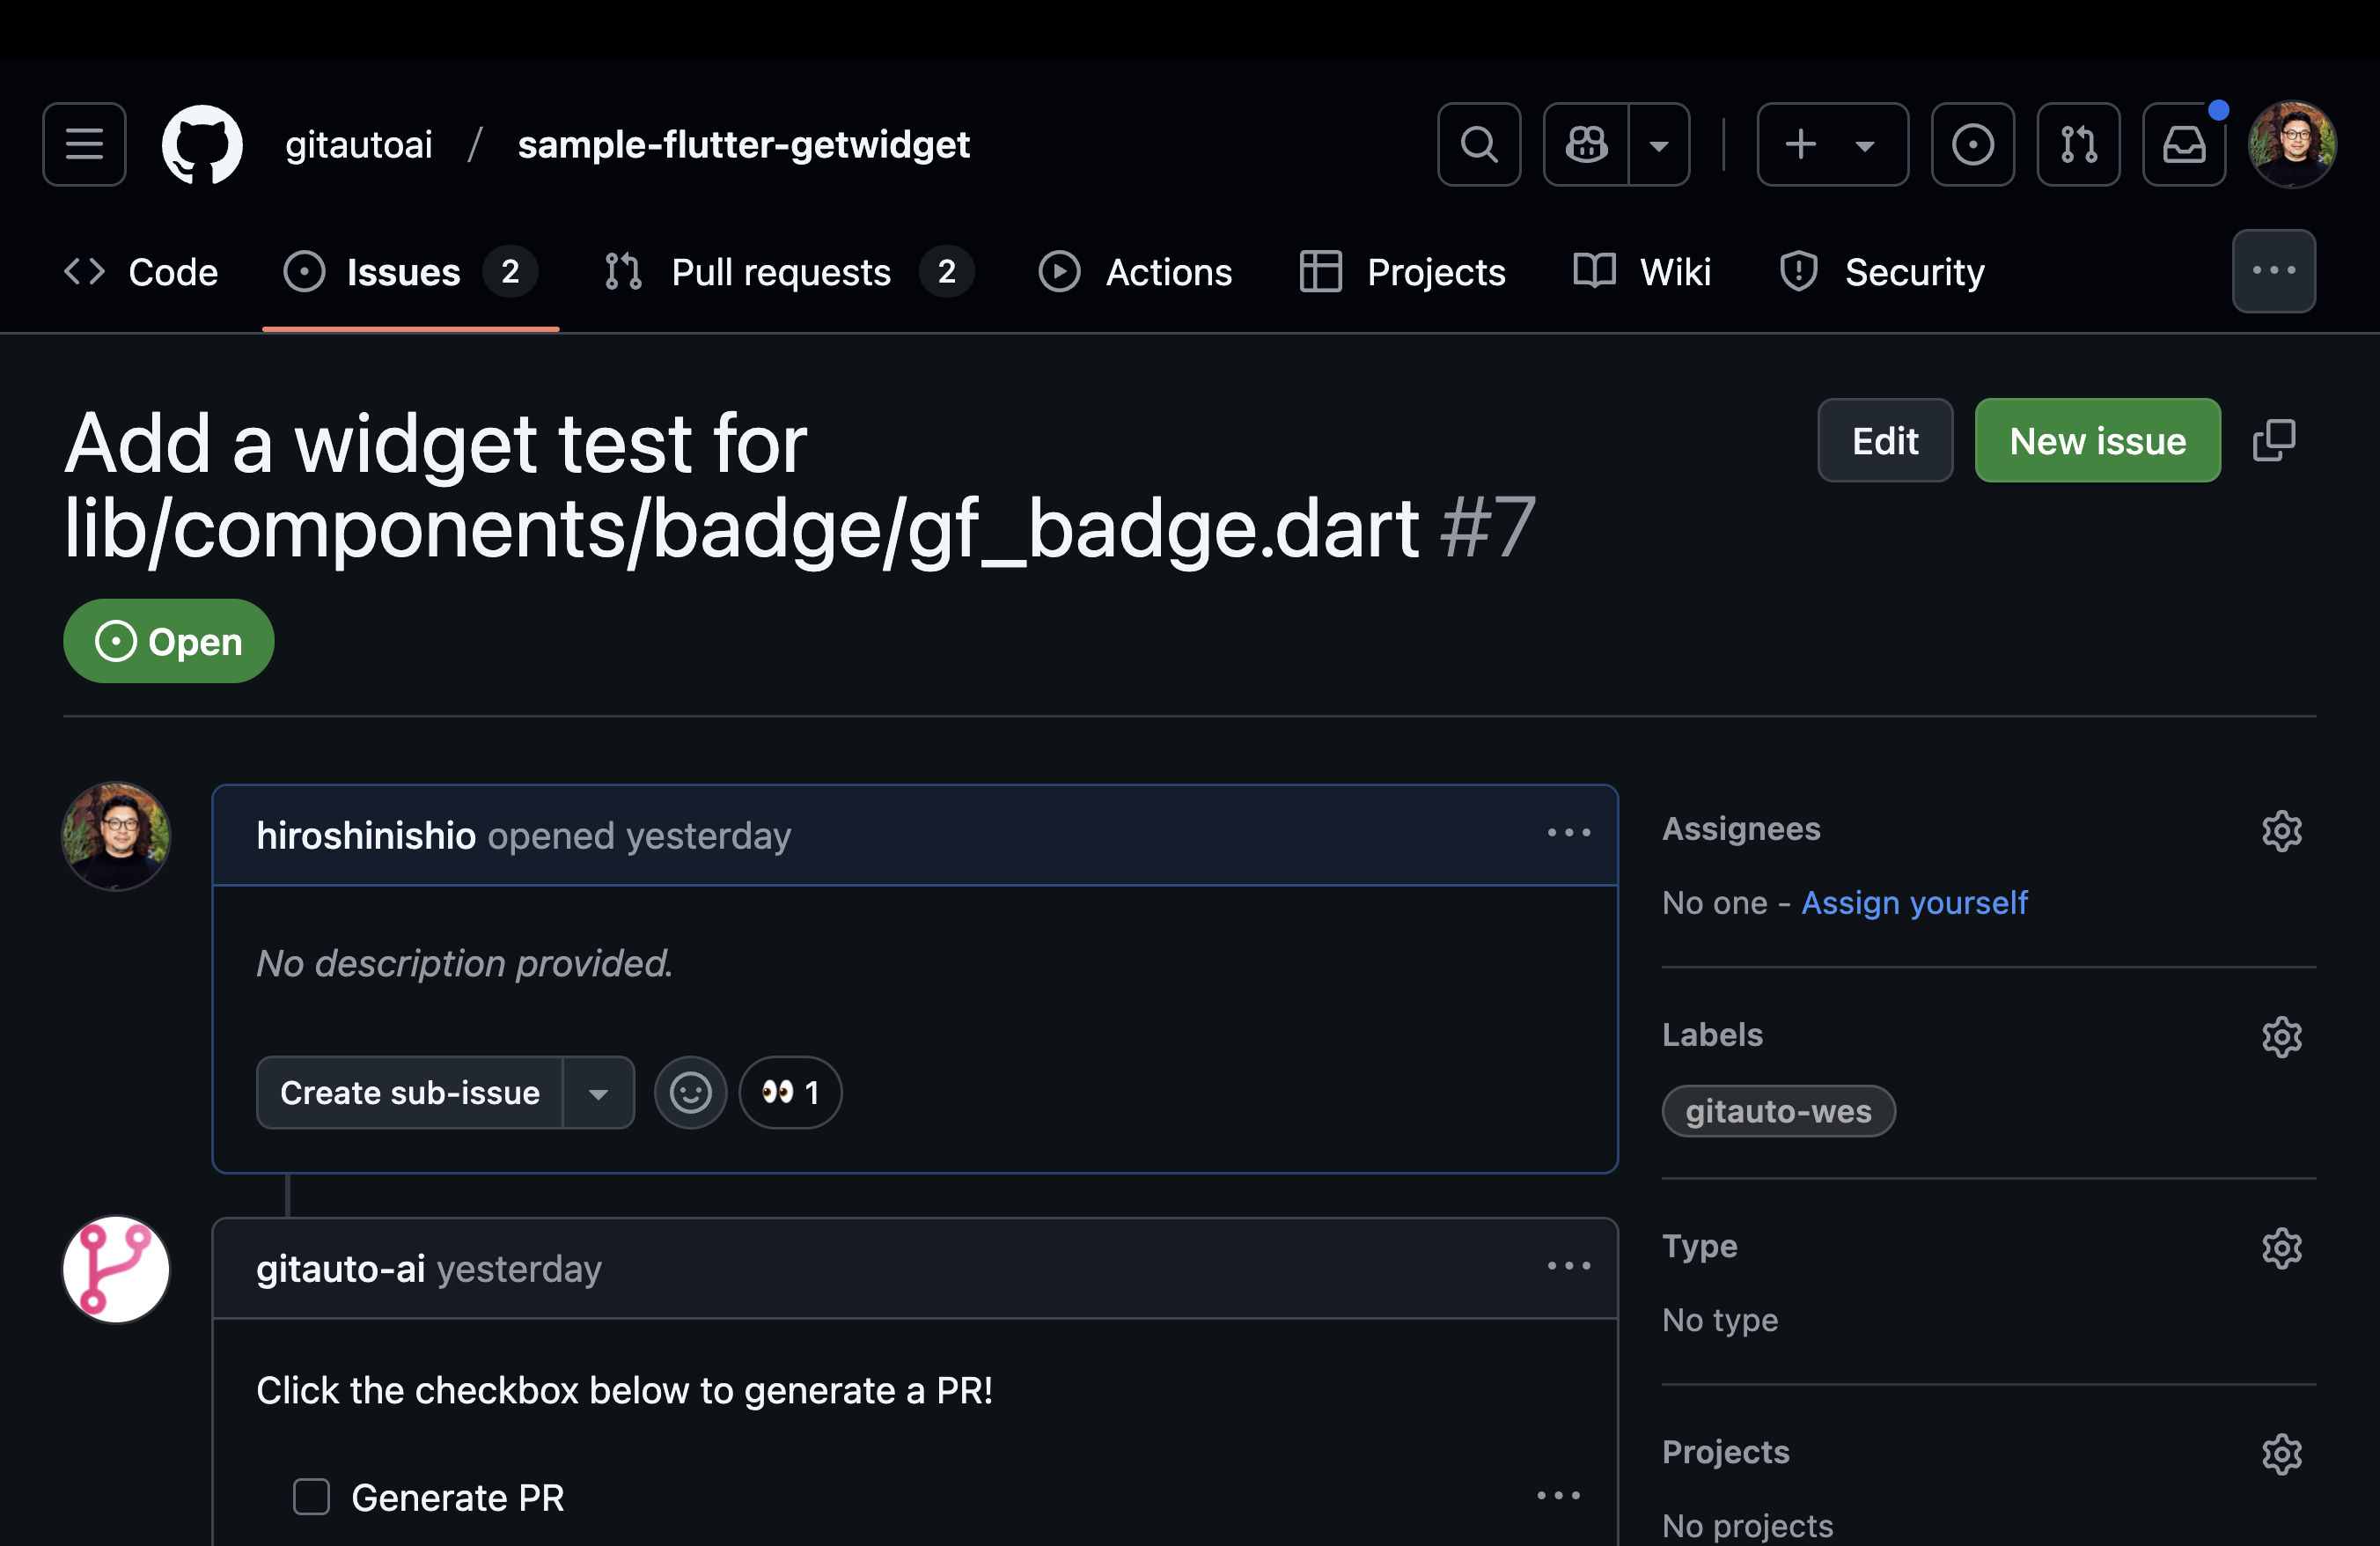 gitautoai / sample-flutter-getwidget
Code Issues 2 Pull requests 2 Actions Projects Wiki Security
Add a widget test for
lib/components/badge/gf_badge.dart #7
Edit New issue
Open
hiroshinishio opened yesterday
No description provided.
Create sub-issue 👀 1
gitauto-ai yesterday
Click the checkbox below to generate a PR!
Generate PR
Assignees
No one - Assign yourself
Labels
gitauto-wes
Type
No type
Projects
No projects